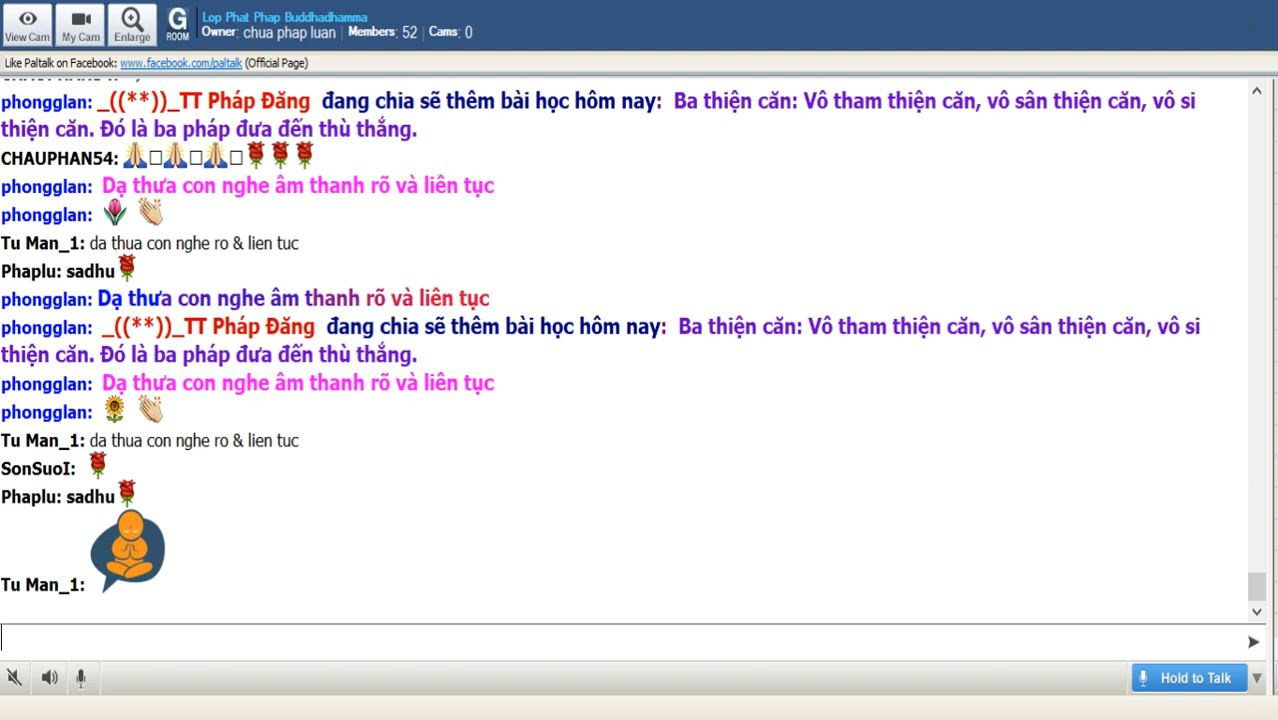 Lop Phat Phap Buddhadhamma
View Cam My Cam Enlarge G ROOM Owner: chua phap luan | Members: 52 | Cams: 0
Like Paltalk on Facebook: www.facebook.com/paltalk (Official Page)
phongglan: _((**))_TT Pháp Đăng đang chia sẽ thêm bài học hôm nay: Ba thiện căn: Vô tham thiện căn, vô sân thiện căn, vô si
thiện căn. Đó là ba pháp đưa đến thù thắng.
CHAUPHAN54:
phongglan: Dạ thưa con nghe âm thanh rõ và liên tục
phongglan:
Tu Man_1: da thua con nghe ro & lien tuc
Phaplu: sadhu
phongglan: Dạ thưa con nghe âm thanh rõ và liên tục
phongglan: _((**))_TT Pháp Đăng đang chia sẽ thêm bài học hôm nay: Ba thiện căn: Vô tham thiện căn, vô sân thiện căn, vô si
thiện căn. Đó là ba pháp đưa đến thù thắng.
phongglan: Dạ thưa con nghe âm thanh rõ và liên tục
phongglan:
Tu Man_1: da thua con nghe ro & lien tuc
SonSuoI:
Phaplu: sadhu
Tu Man_1:
Hold to Talk